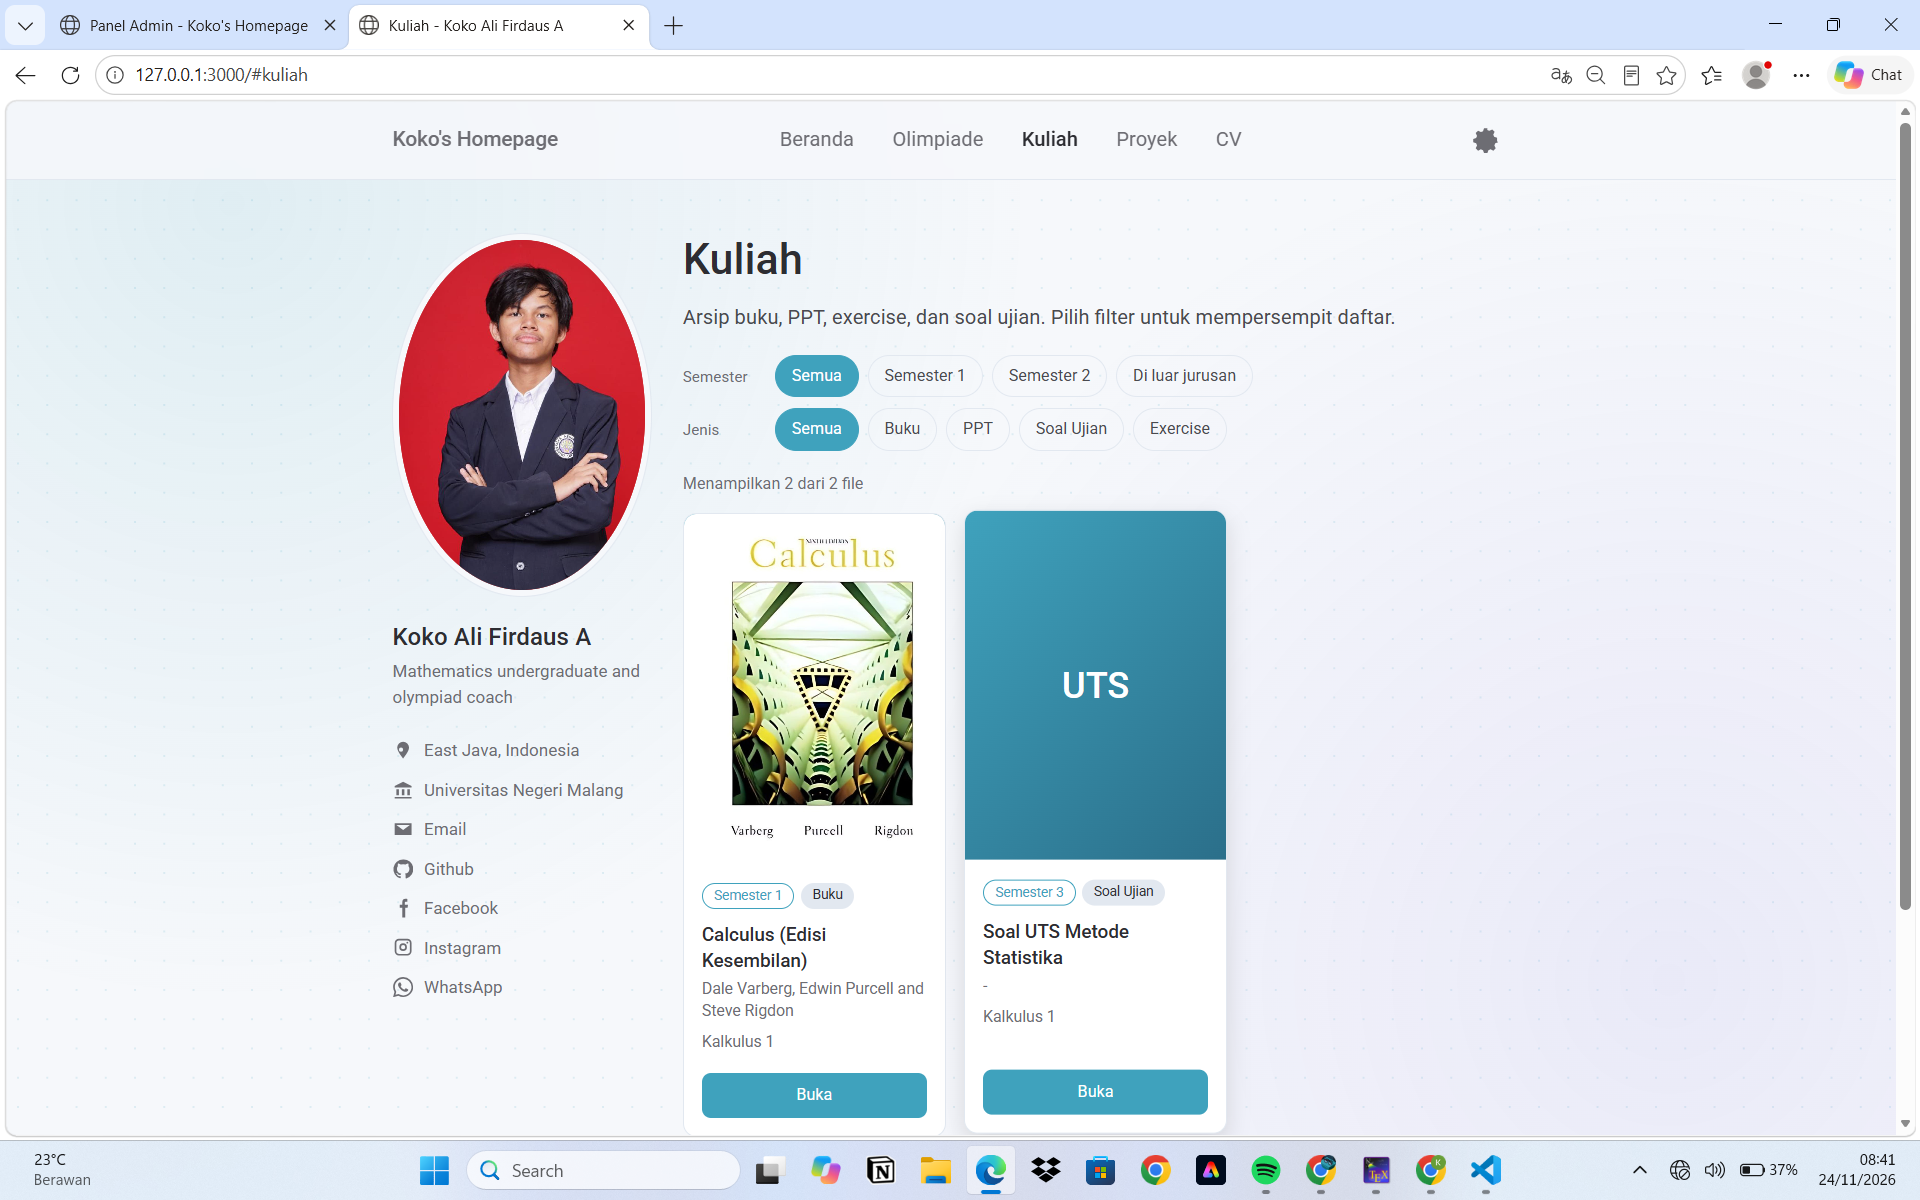 Panel Admin - Koko's Homepage
Kuliah - Koko Ali Firdaus A
127.0.0.1:3000/#kuliah
Chat
Koko's Homepage
Beranda
Olimpiade
Kuliah
Proyek
CV
Koko Ali Firdaus A
Mathematics undergraduate and
olympiad coach
East Java, Indonesia
Universitas Negeri Malang
Email
Github
Facebook
Instagram
WhatsApp
Kuliah
Arsip buku, PPT, exercise, dan soal ujian. Pilih filter untuk mempersempit daftar.
Semester
Semua
Semester 1
Semester 2
Di luar jurusan
Jenis
Semua
Buku
PPT
Soal Ujian
Exercise
Menampilkan 2 dari 2 file
NINTH EDITION
Calculus
Varberg Purcell Rigdon
Semester 1
Buku
Calculus (Edisi
Kesembilan)
Dale Varberg, Edwin Purcell and
Steve Rigdon
Kalkulus 1
Buka
UTS
Semester 3
Soal Ujian
Soal UTS Metode
Statistika
-
Kalkulus 1
Buka
23°C
Berawan
Search
37%
08:41
24/11/2026